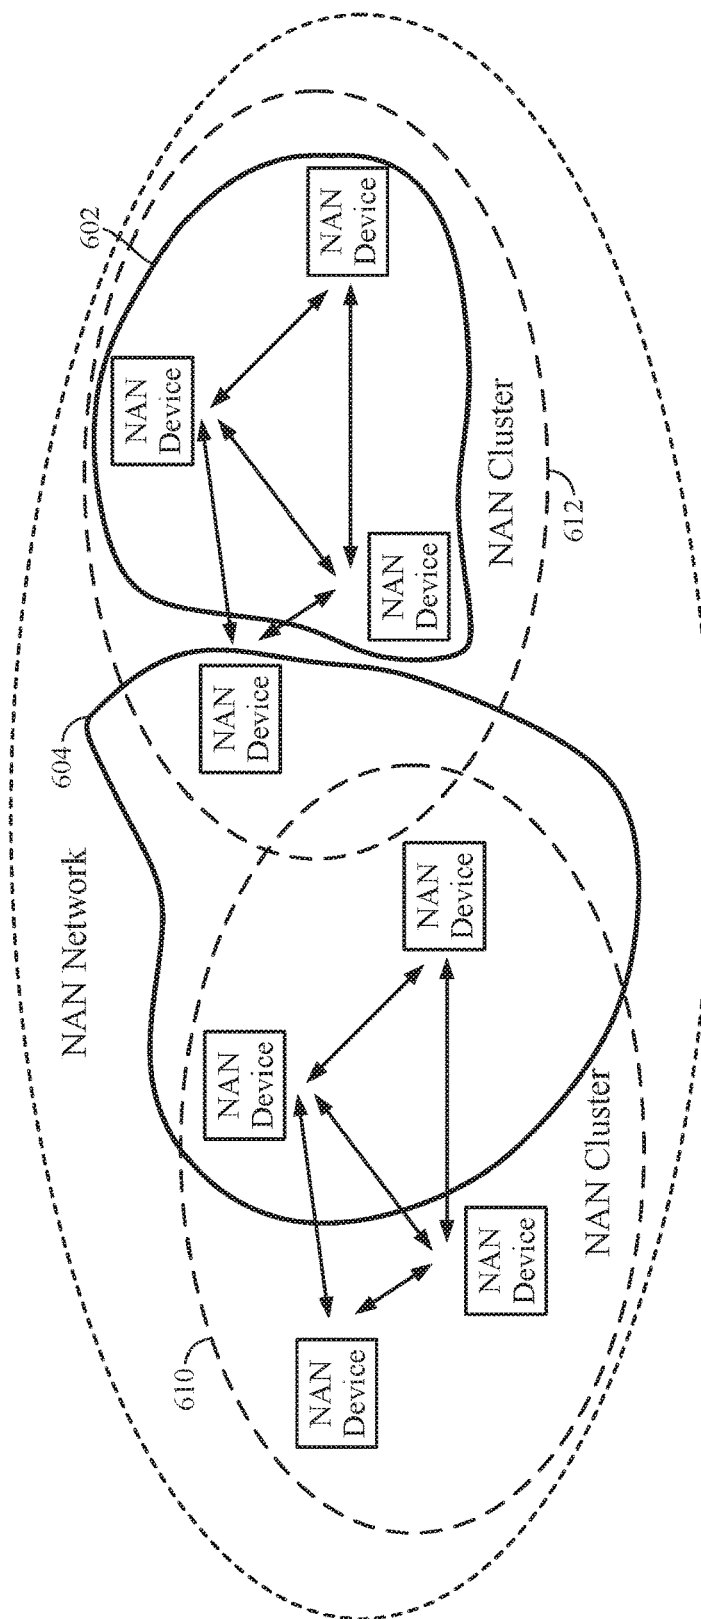 NAN Network
604
602
NAN
Device
610
NAN
Device
NAN
Device
NAN
Device
NAN
Device
NAN
Device
NAN
Device
NAN
Device
NAN Cluster
612
NAN Cluster